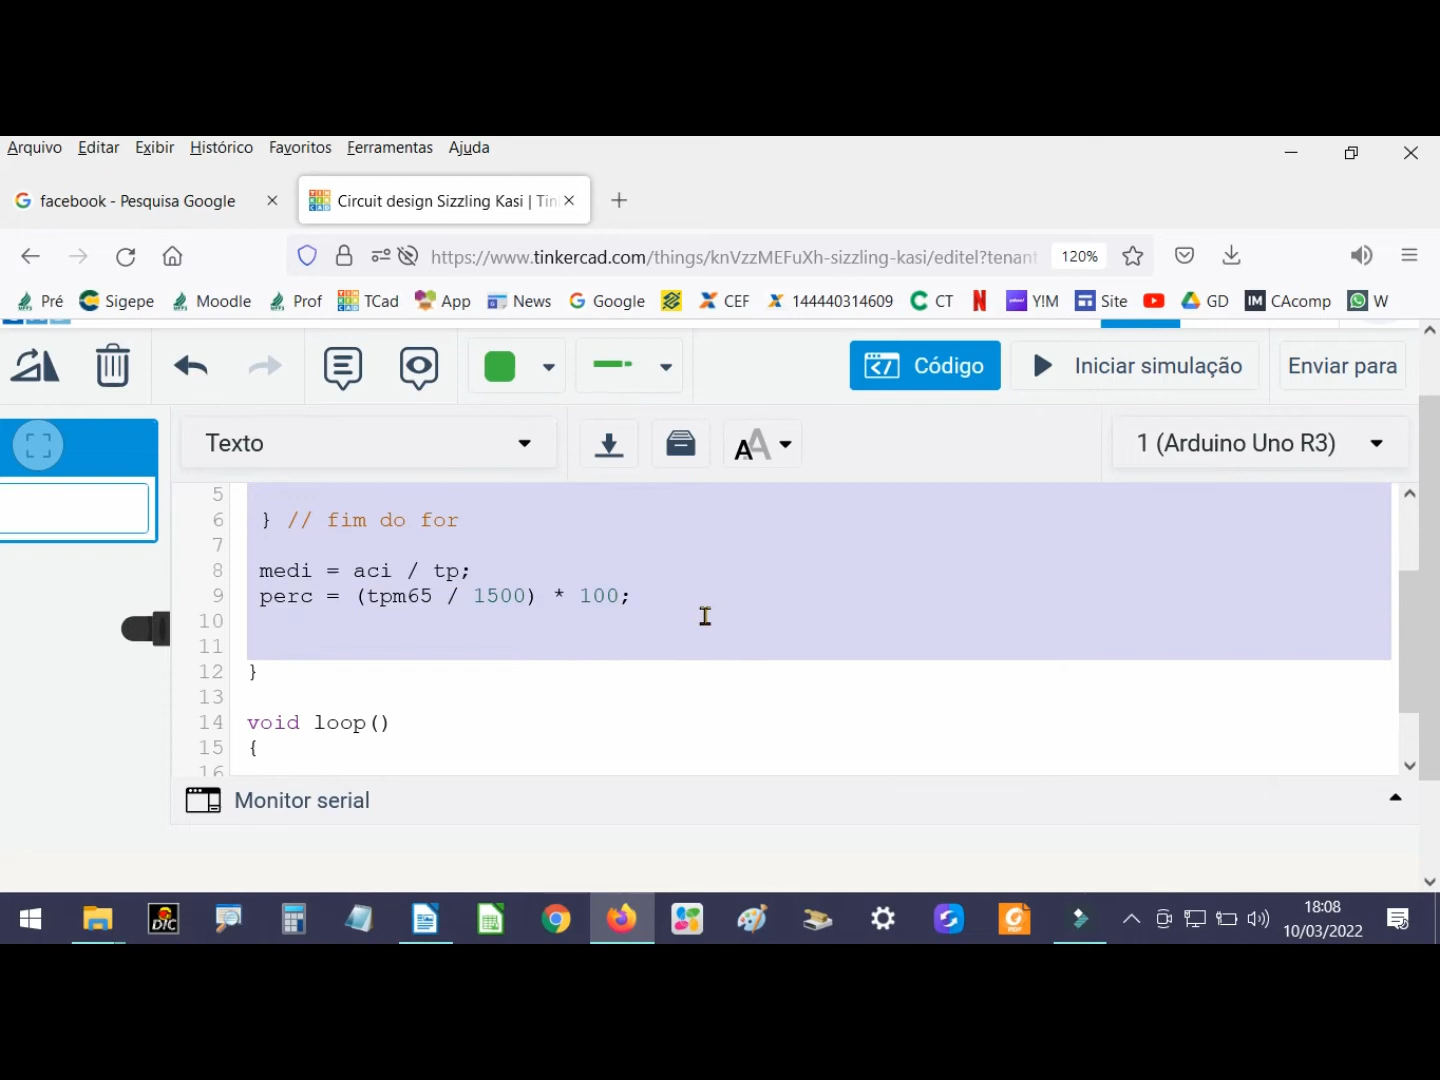 Arquivo Editar Exibir Histórico Favoritos Ferramentas Ajuda
facebook - Pesquisa Google
Circuit design Sizzling Kasi | Tin
https://www.tinkercad.com/things/knVzzMEFuXh-sizzling-kasi/editel?tenant
120%
Pré Sigepe Moodle Prof TCad App News Google CEF 144440314609 CT Y!M Site GD CAcomp W
Código Iniciar simulação Enviar para
Texto
1 (Arduino Uno R3)
5
6 } // fim do for
7
8 medi = aci / tp;
9 perc = (tpm65 / 1500) * 100;
10
11
12 }
13
14 void loop()
15 {
16
Monitor serial
DIC
18:08
10/03/2022